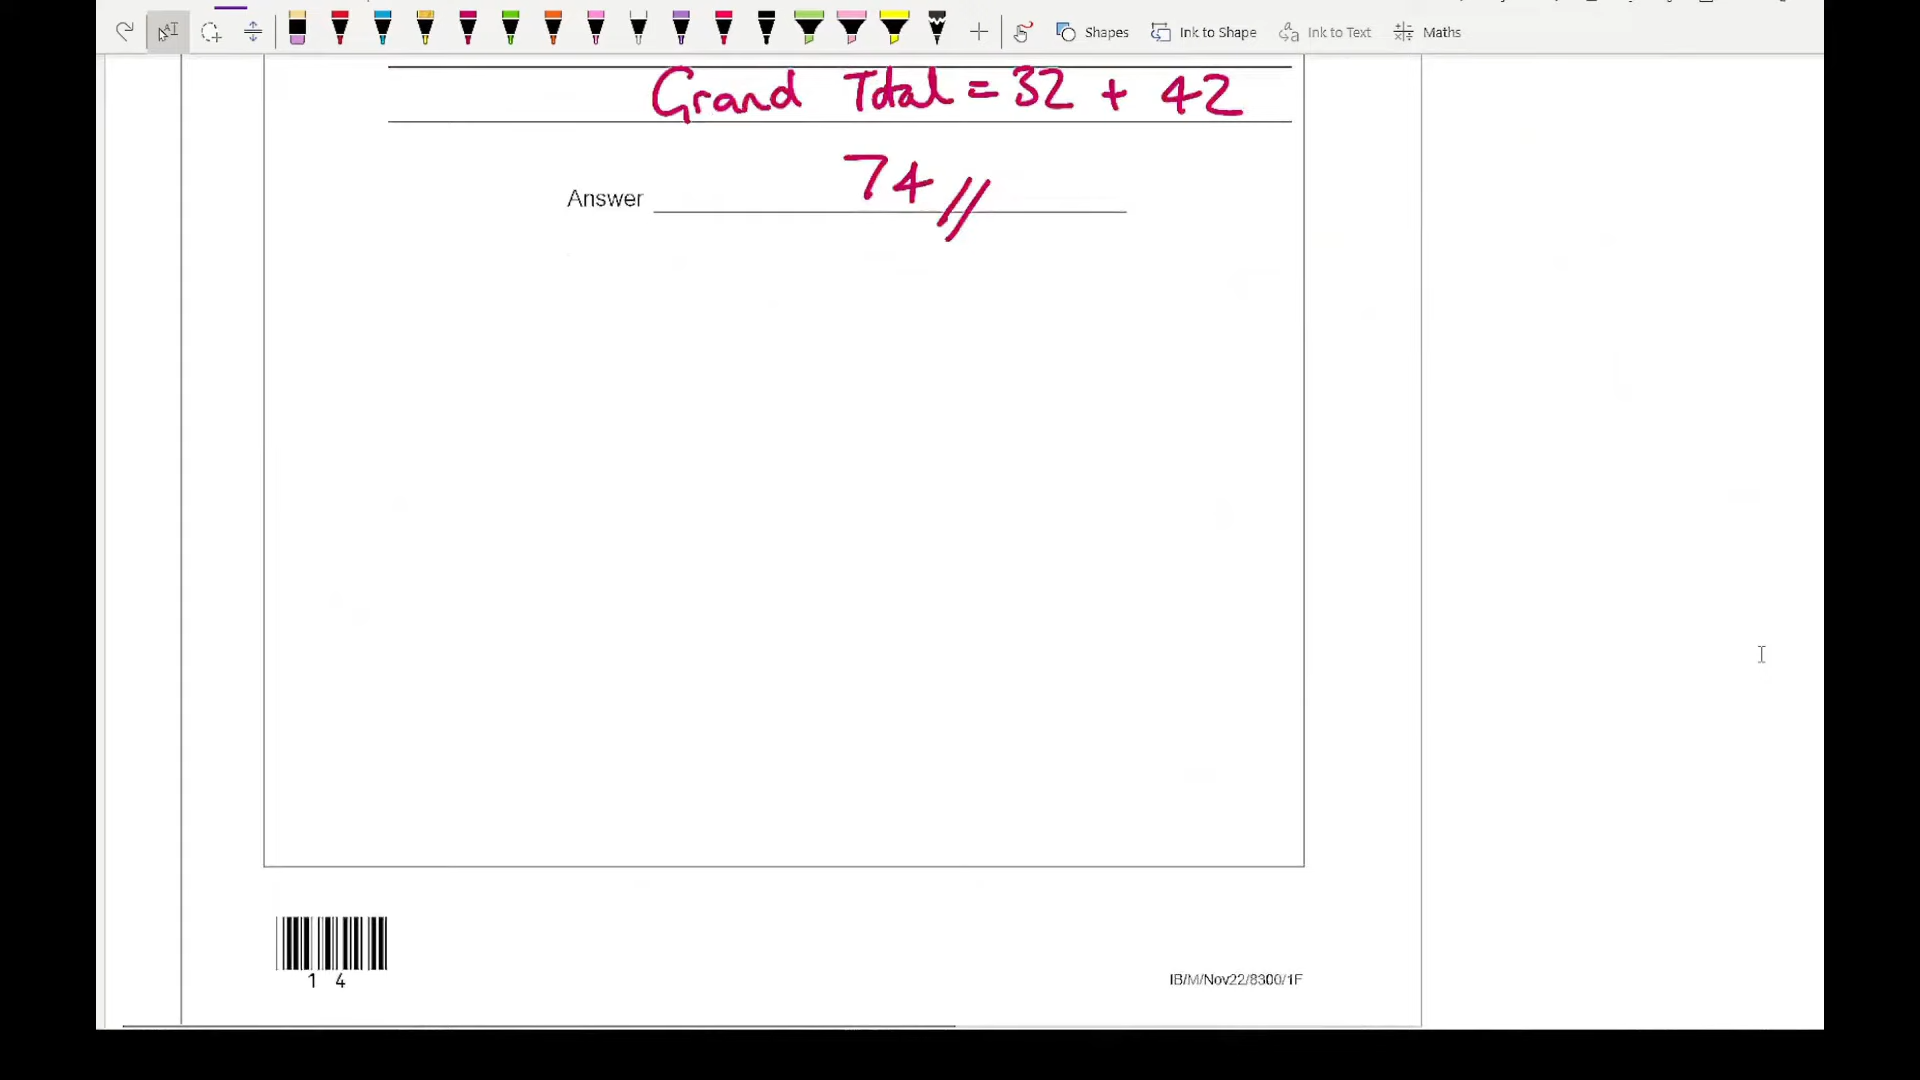 Shapes Ink to Shape Ink to Text Maths
Grand Total = 32 + 42
Answer 74 //
1 4
IB/M/Nov22/8300/1F